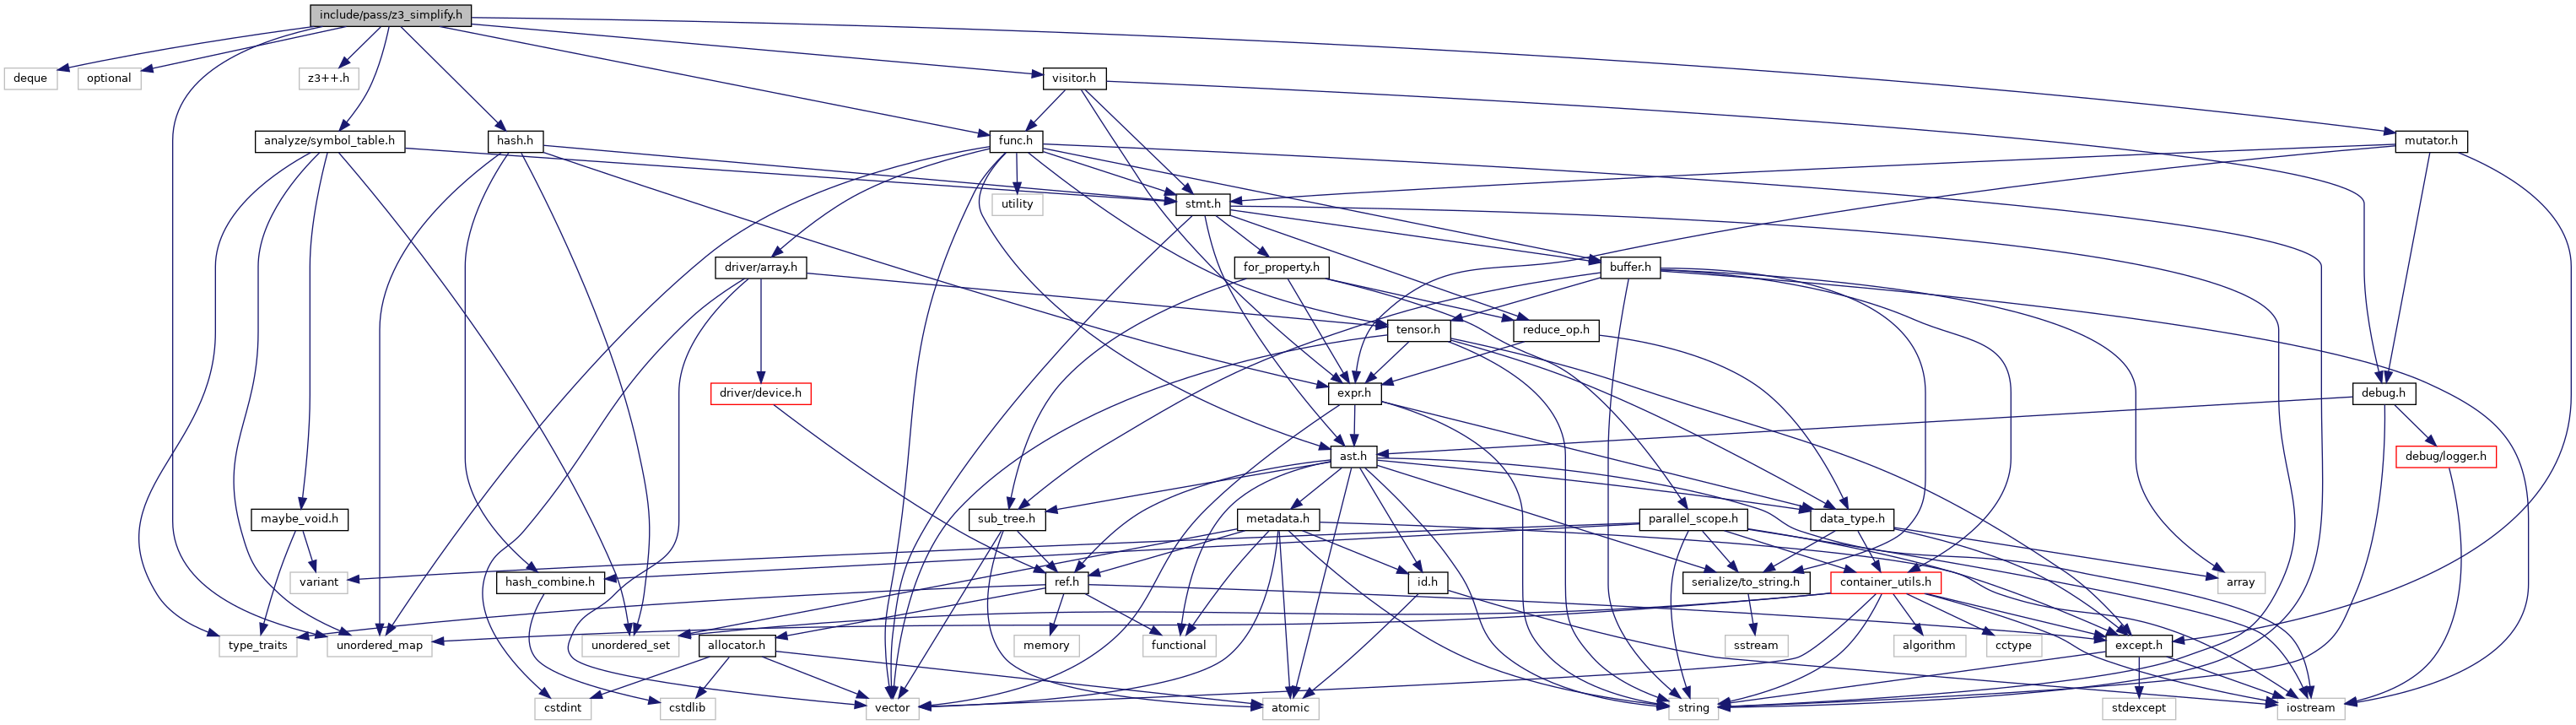 include/pass/z3_simplify.h
deque
optional
z3++.h
visitor.h
analyze/symbol_table.h
hash.h
func.h
mutator.h
utility
stmt.h
driver/array.h
for_property.h
buffer.h
tensor.h
reduce_op.h
driver/device.h
expr.h
debug.h
ast.h
debug/logger.h
maybe_void.h
sub_tree.h
metadata.h
parallel_scope.h
data_type.h
variant
hash_combine.h
ref.h
id.h
serialize/to_string.h
container_utils.h
array
type_traits
unordered_map
unordered_set
allocator.h
memory
functional
sstream
algorithm
cctype
except.h
cstdint
cstdlib
vector
atomic
string
stdexcept
iostream